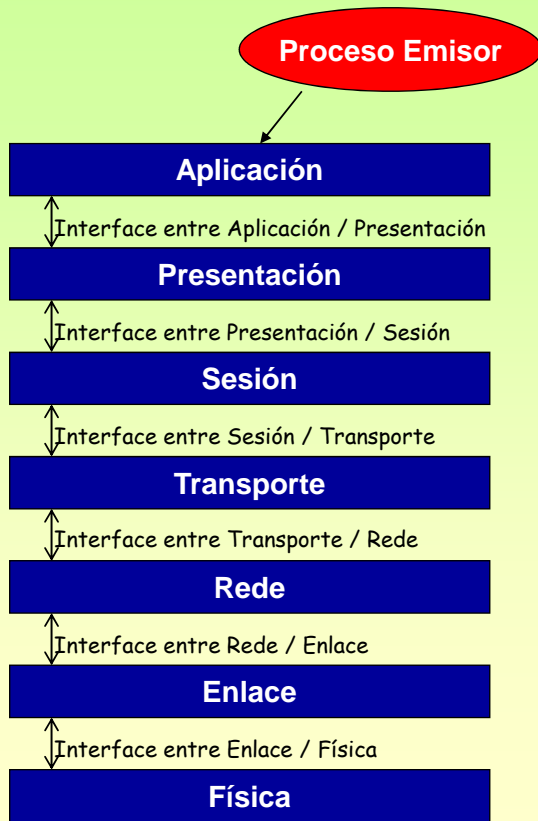 Proceso Emisor
Aplicación
Interface entre Aplicación / Presentación
Presentación
Interface entre Presentación / Sesión
Sesión
Interface entre Sesión / Transporte
Transporte
Interface entre Transporte / Rede
Rede
Interface entre Rede / Enlace
Enlace
Interface entre Enlace / Física
Física